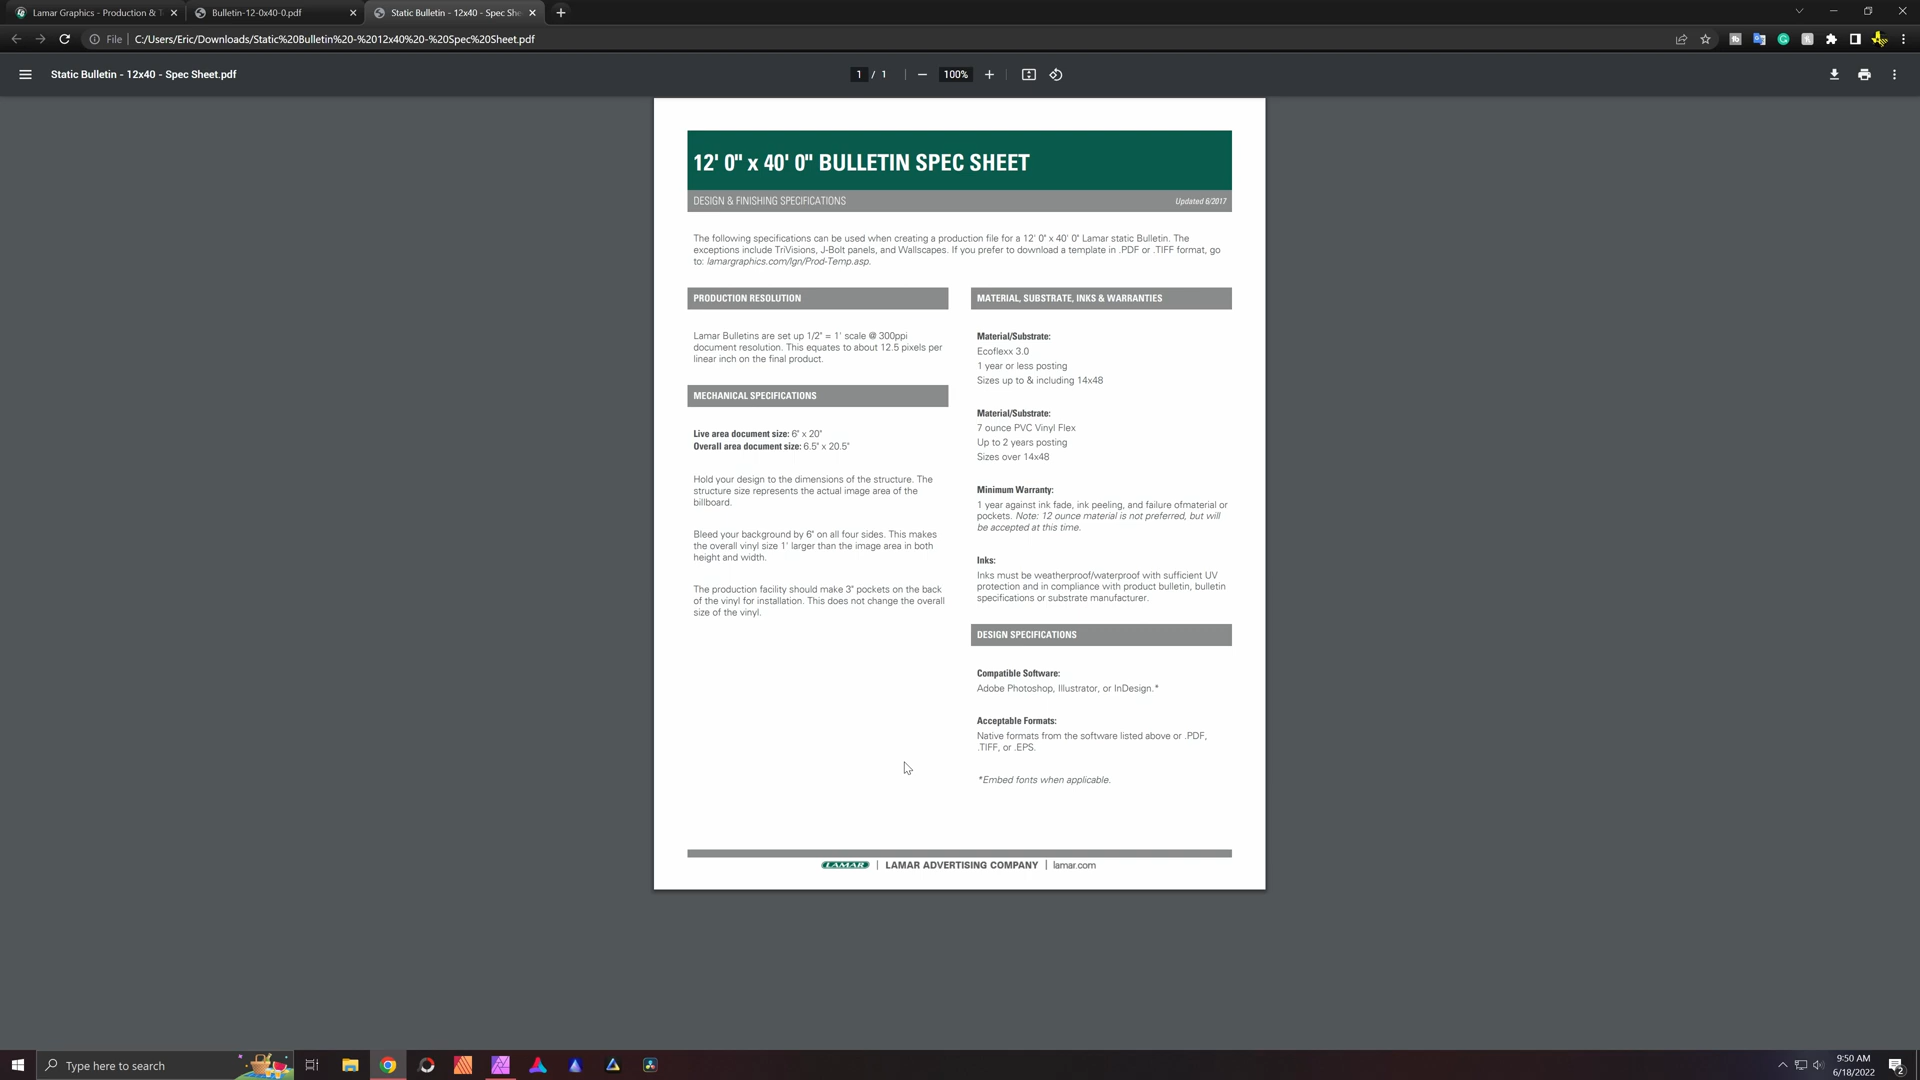 Lamar Graphics - Production & T
Bulletin-12-0x40-0.pdf
Static Bulletin - 12x40 - Spec She
File
C:/Users/Eric/Downloads/Static%20Bulletin%20-%2012x40%20-%20Spec%20Sheet.pdf
Static Bulletin - 12x40 - Spec Sheet.pdf
1 / 1
100%
12' 0" x 40' 0" BULLETIN SPEC SHEET
DESIGN & FINISHING SPECIFICATIONS
Updated 6/2017
The following specifications can be used when creating a production file for a 12' 0" x 40' 0" Lamar static Bulletin. The
exceptions include TriVisions, J-Bolt panels, and Wallscapes. If you prefer to download a template in .PDF or .TIFF format, go
to: lamargraphics.com/lgn/Prod-Temp.asp.
PRODUCTION RESOLUTION
Lamar Bulletins are set up 1/2" = 1' scale @ 300ppi
document resolution. This equates to about 12.5 pixels per
linear inch on the final product.
MECHANICAL SPECIFICATIONS
Live area document size: 6" x 20"
Overall area document size: 6.5" x 20.5"
Hold your design to the dimensions of the structure. The
structure size represents the actual image area of the
billboard.
Bleed your background by 6" on all four sides. This makes
the overall vinyl size 1' larger than the image area in both
height and width.
The production facility should make 3" pockets on the back
of the vinyl for installation. This does not change the overall
size of the vinyl.
MATERIAL, SUBSTRATE, INKS & WARRANTIES
Material/Substrate:
Ecoflexx 3.0
1 year or less posting
Sizes up to & including 14x48
Material/Substrate:
7 ounce PVC Vinyl Flex
Up to 2 years posting
Sizes over 14x48
Minimum Warranty:
1 year against ink fade, ink peeling, and failure ofmaterial or
pockets. Note: 12 ounce material is not preferred, but will
be accepted at this time.
Inks:
Inks must be weatherproof/waterproof with sufficient UV
protection and in compliance with product bulletin, bulletin
specifications or substrate manufacturer.
DESIGN SPECIFICATIONS
Compatible Software:
Adobe Photoshop, Illustrator, or InDesign.*
Acceptable Formats:
Native formats from the software listed above or .PDF,
.TIFF, or .EPS.
*Embed fonts when applicable.
LAMAR | LAMAR ADVERTISING COMPANY | lamar.com
Type here to search
9:50 AM
6/18/2022
2